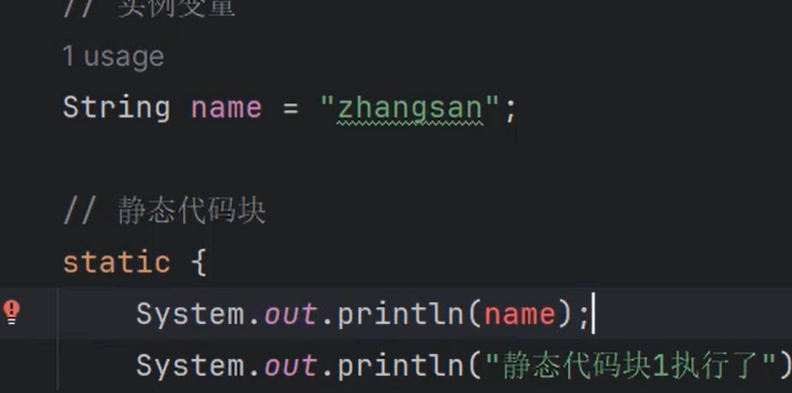 // 实例变量
1 usage
String name = "zhangsan";
// 静态代码块
static {
System.out.println(name);
System.out.println("静态代码块1执行了")